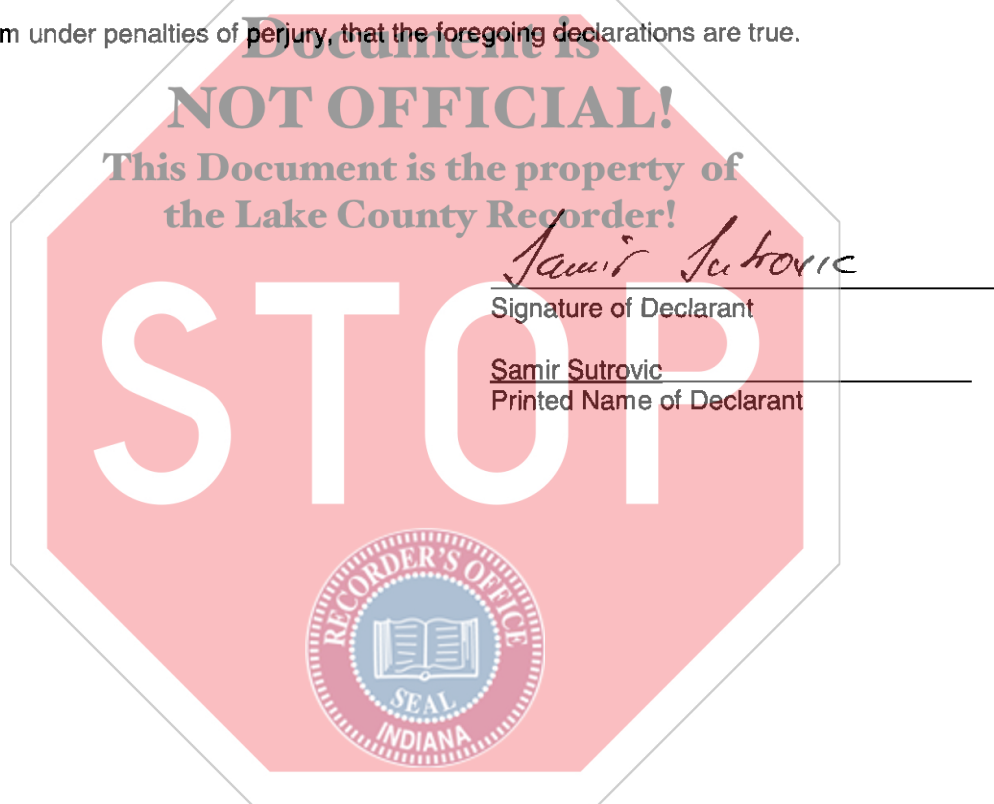 m under penalties of perjury, that the foregoing declarations are true.
Document is
NOT OFFICIAL!
This Document is the property of
the Lake County Recorder!
Samir Sutrovic
Signature of Declarant
Samir Sutrovic
Printed Name of Declarant
STOP
RECORDER'S OFFICE
SEAL
INDIANA